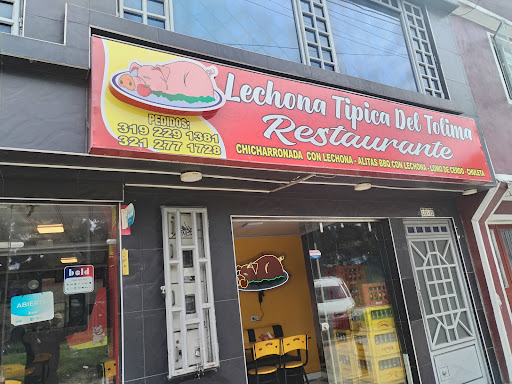 Lechona Tipica Del Tolima
Restaurante
PEDIDOS:
319 229 1381
321 277 1728
CHICHARRONADA CON LECHONA - ALITAS BBQ CON LECHONA - LOMO DE CERDO - CHULETA
bold
ABIERTO